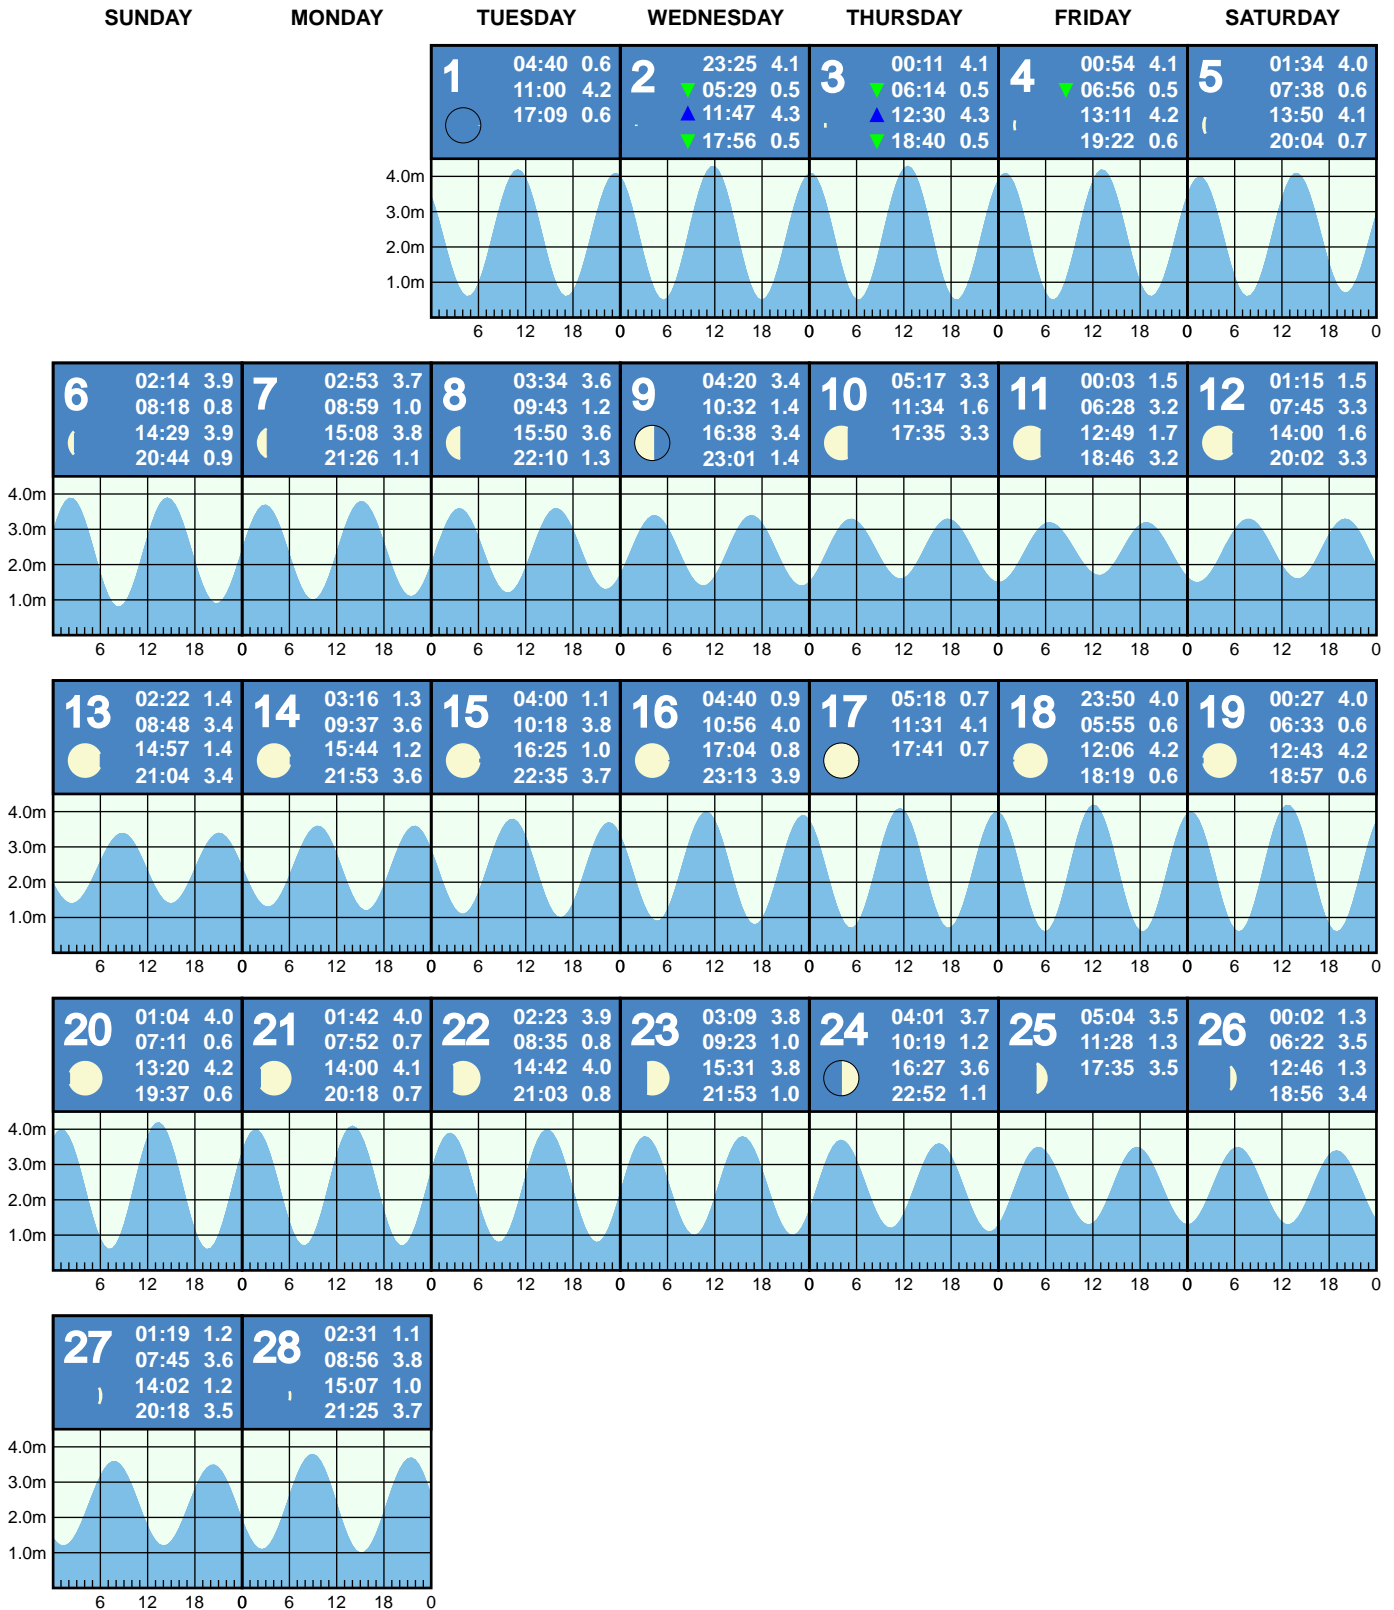 SUNDAY MONDAY TUESDAY WEDNESDAY THURSDAY FRIDAY SATURDAY
1 04:40 0.6
11:00 4.2
17:09 0.6
2 23:25 4.1
▼ 05:29 0.5
▲ 11:47 4.3
▼ 17:56 0.5
3 00:11 4.1
▼ 06:14 0.5
▲ 12:30 4.3
▼ 18:40 0.5
4 00:54 4.1
▼ 06:56 0.5
13:11 4.2
19:22 0.6
5 01:34 4.0
07:38 0.6
13:50 4.1
20:04 0.7
4.0m
3.0m
2.0m
1.0m
6 12 18 0 6 12 18 0 6 12 18 0 6 12 18 0 6 12 18 0
6 02:14 3.9
08:18 0.8
14:29 3.9
20:44 0.9
7 02:53 3.7
08:59 1.0
15:08 3.8
21:26 1.1
8 03:34 3.6
09:43 1.2
15:50 3.6
22:10 1.3
9 04:20 3.4
10:32 1.4
16:38 3.4
23:01 1.4
10 05:17 3.3
11:34 1.6
17:35 3.3
11 00:03 1.5
06:28 3.2
12:49 1.7
18:46 3.2
12 01:15 1.5
07:45 3.3
14:00 1.6
20:02 3.3
4.0m
3.0m
2.0m
1.0m
6 12 18 0 6 12 18 0 6 12 18 0 6 12 18 0 6 12 18 0 6 12 18 0 6 12 18 0
13 02:22 1.4
08:48 3.4
14:57 1.4
21:04 3.4
14 03:16 1.3
09:37 3.6
15:44 1.2
21:53 3.6
15 04:00 1.1
10:18 3.8
16:25 1.0
22:35 3.7
16 04:40 0.9
10:56 4.0
17:04 0.8
23:13 3.9
17 05:18 0.7
11:31 4.1
17:41 0.7
18 23:50 4.0
05:55 0.6
12:06 4.2
18:19 0.6
19 00:27 4.0
06:33 0.6
12:43 4.2
18:57 0.6
4.0m
3.0m
2.0m
1.0m
6 12 18 0 6 12 18 0 6 12 18 0 6 12 18 0 6 12 18 0 6 12 18 0 6 12 18 0
20 01:04 4.0
07:11 0.6
13:20 4.2
19:37 0.6
21 01:42 4.0
07:52 0.7
14:00 4.1
20:18 0.7
22 02:23 3.9
08:35 0.8
14:42 4.0
21:03 0.8
23 03:09 3.8
09:23 1.0
15:31 3.8
21:53 1.0
24 04:01 3.7
10:19 1.2
16:27 3.6
22:52 1.1
25 05:04 3.5
11:28 1.3
17:35 3.5
26 00:02 1.3
06:22 3.5
12:46 1.3
18:56 3.4
4.0m
3.0m
2.0m
1.0m
6 12 18 0 6 12 18 0 6 12 18 0 6 12 18 0 6 12 18 0 6 12 18 0 6 12 18 0
27 01:19 1.2
07:45 3.6
14:02 1.2
20:18 3.5
28 02:31 1.1
08:56 3.8
15:07 1.0
21:25 3.7
4.0m
3.0m
2.0m
1.0m
6 12 18 0 6 12 18 0